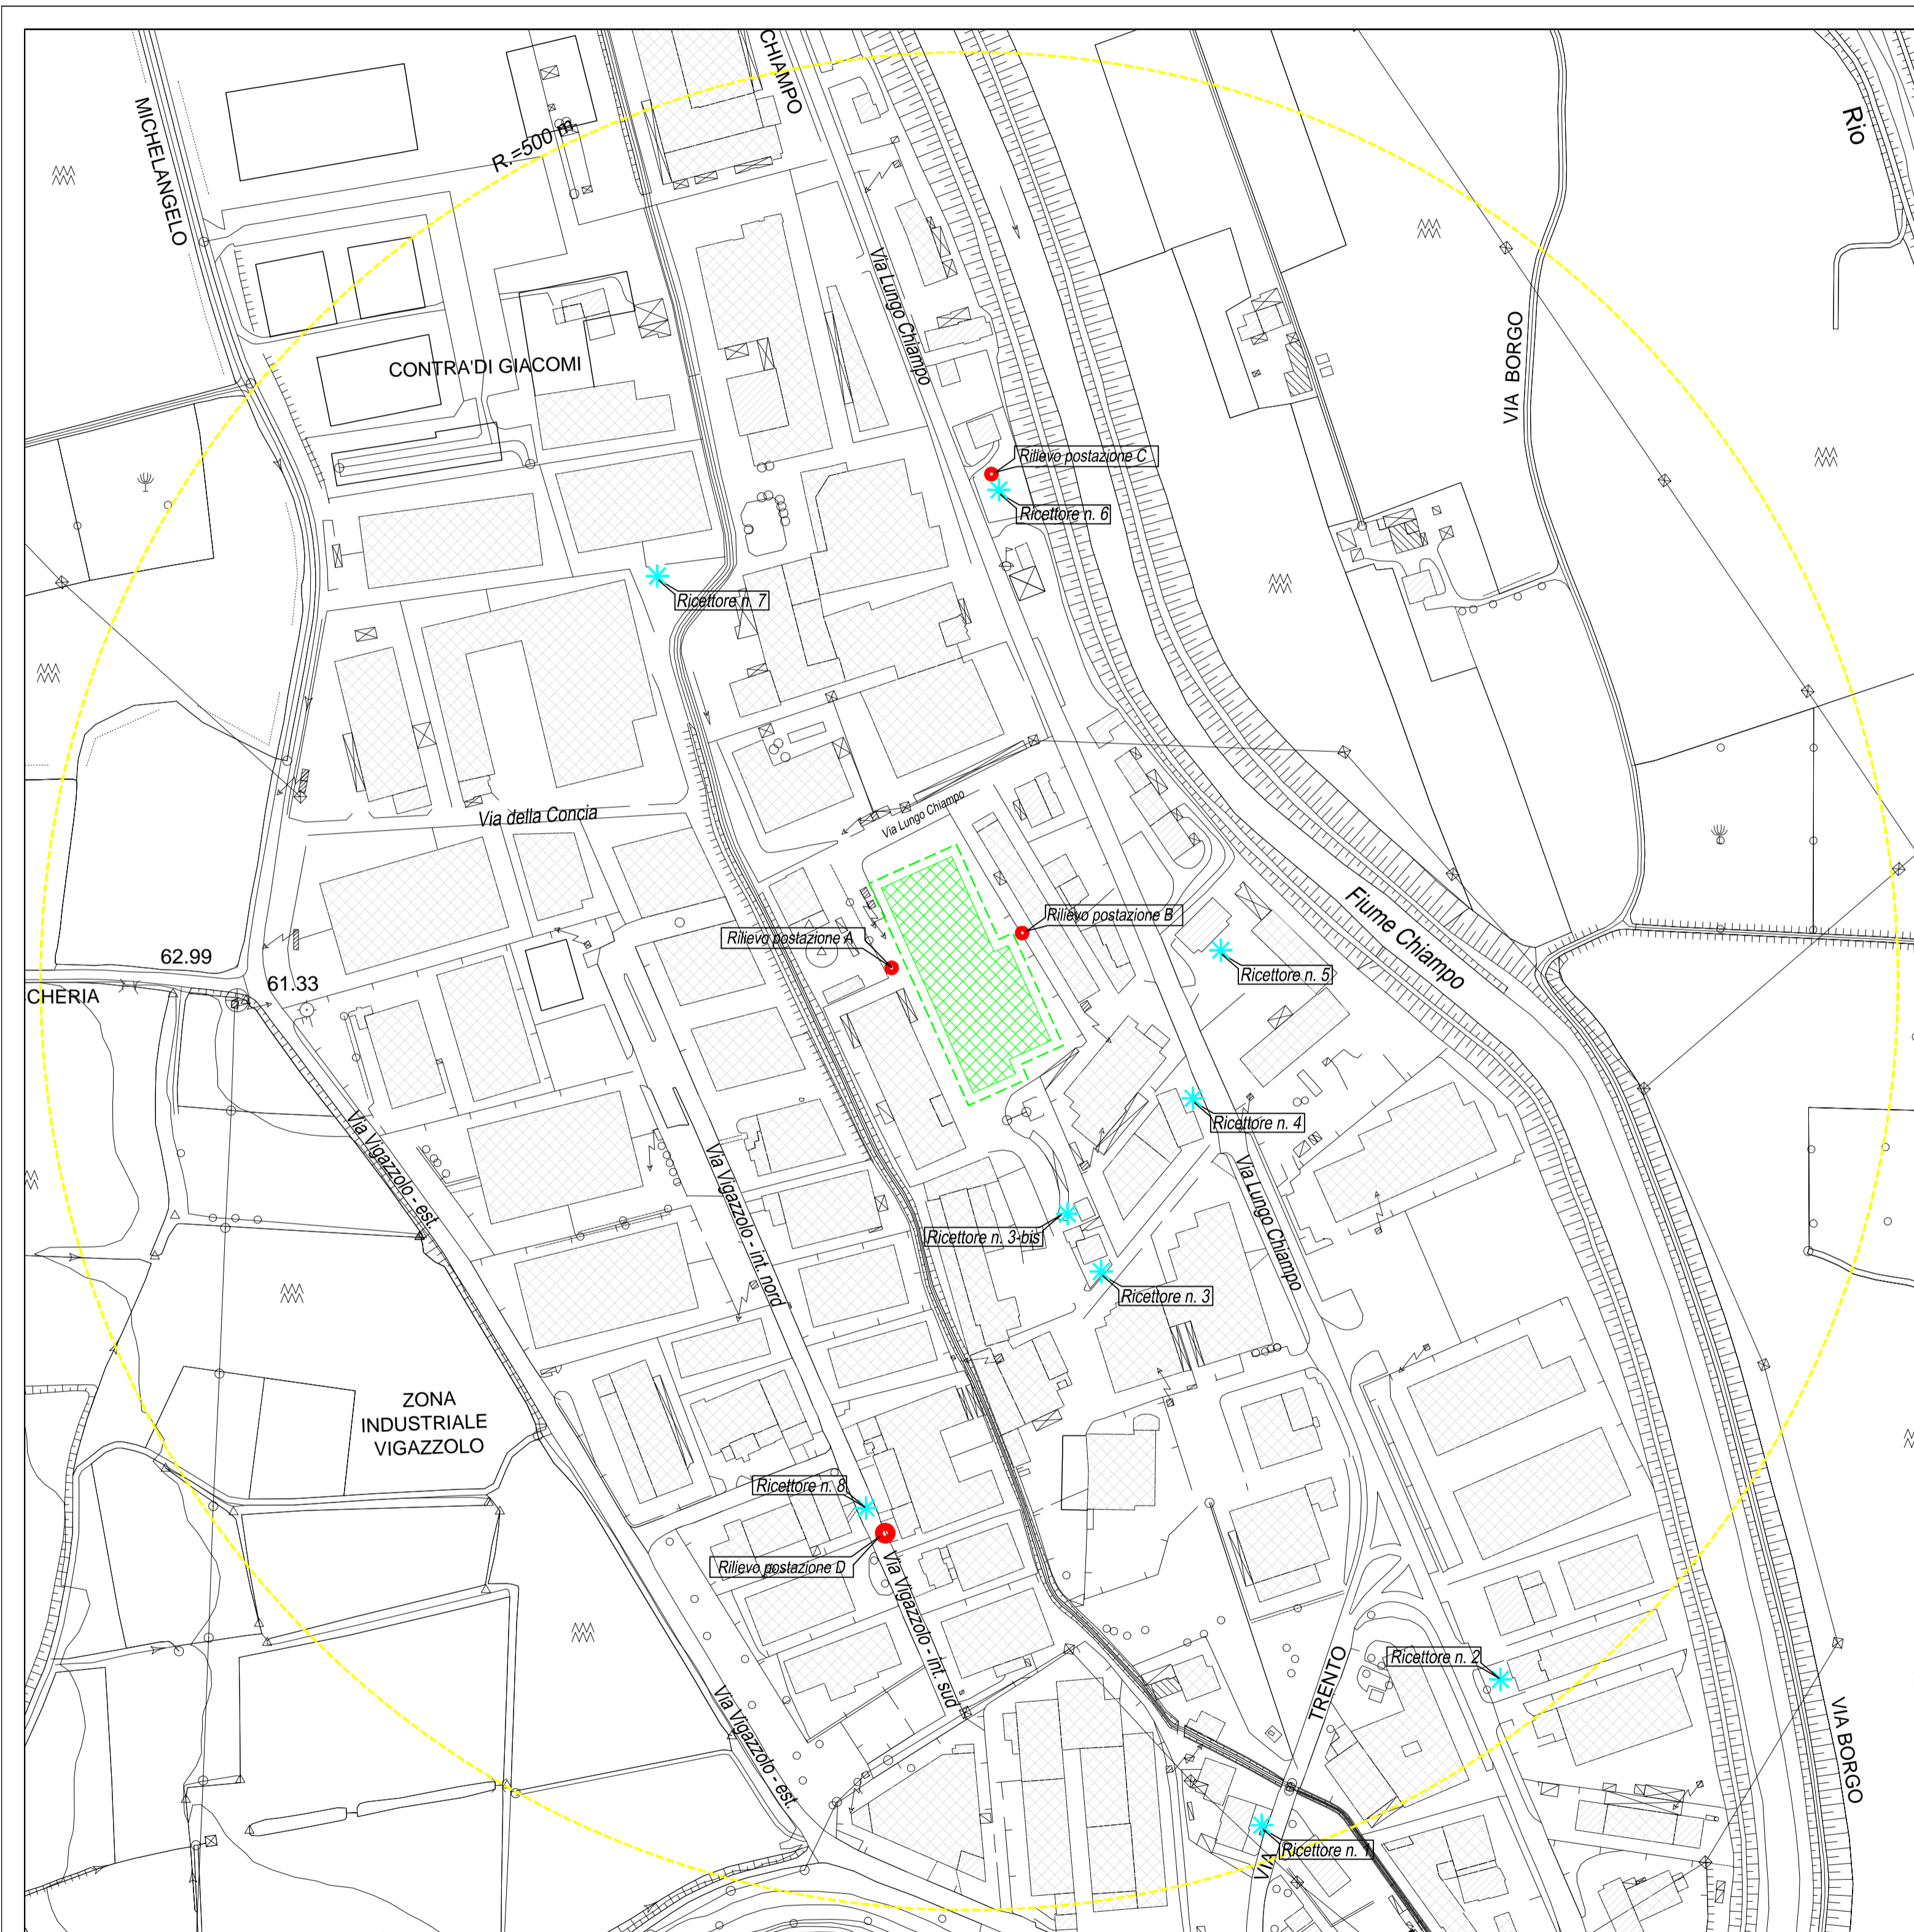 CHIAMPO
MICHELANGELO
R.=500 m
Rio
Via Lungo Chiampo
VIA BORGO
CONTRA'DI GIACOMI
Rilievo postazione C
Ricettore n. 6
Ricettore n. 7
Via della Concia
Via Lungo Chiampo
Fiume Chiampo
Rilievo postazione B
Rilievo postazione A
Ricettore n. 5
62.99
61.33
CHERIA
Ricettore n. 4
Via Vigazzolo - est.
Via Vigazzolo - int. nord
Via Lungo Chiampo
Ricettore n. 3-bis
Ricettore n. 3
ZONA
INDUSTRIALE
VIGAZZOLO
Ricettore n. 8
Rilievo postazione D
Via Vigazzolo - int. sud
Ricettore n. 2
Via Vigazzolo - est.
VIA TRENTO
VIA BORGO
Ricettore n. 1